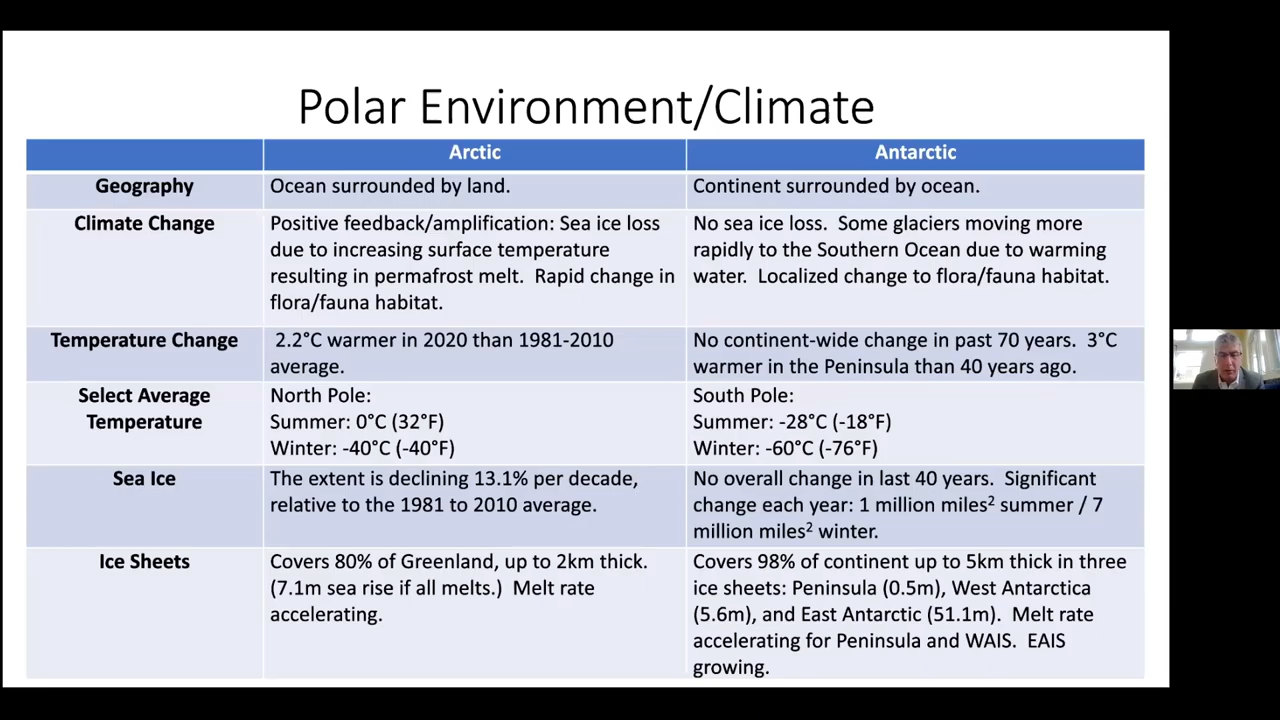 Polar Environment/Climate
Arctic
Antarctic
Geography
Ocean surrounded by land.
Continent surrounded by ocean.
Climate Change
Positive feedback/amplification: Sea ice loss
due to increasing surface temperature
resulting in permafrost melt.  Rapid change in
flora/fauna habitat.
No sea ice loss.  Some glaciers moving more
rapidly to the Southern Ocean due to warming
water.  Localized change to flora/fauna habitat.
Temperature Change
2.2°C warmer in 2020 than 1981-2010
average.
No continent-wide change in past 70 years.  3°C
warmer in the Peninsula than 40 years ago.
Select Average
Temperature
North Pole:
Summer: 0°C (32°F)
Winter: -40°C (-40°F)
South Pole:
Summer: -28°C (-18°F)
Winter: -60°C (-76°F)
Sea Ice
The extent is declining 13.1% per decade,
relative to the 1981 to 2010 average.
No overall change in last 40 years.  Significant
change each year: 1 million miles² summer / 7
million miles² winter.
Ice Sheets
Covers 80% of Greenland, up to 2km thick.
(7.1m sea rise if all melts.)  Melt rate
accelerating.
Covers 98% of continent up to 5km thick in three
ice sheets: Peninsula (0.5m), West Antarctica
(5.6m), and East Antarctic (51.1m).  Melt rate
accelerating for Peninsula and WAIS.  EAIS
growing.